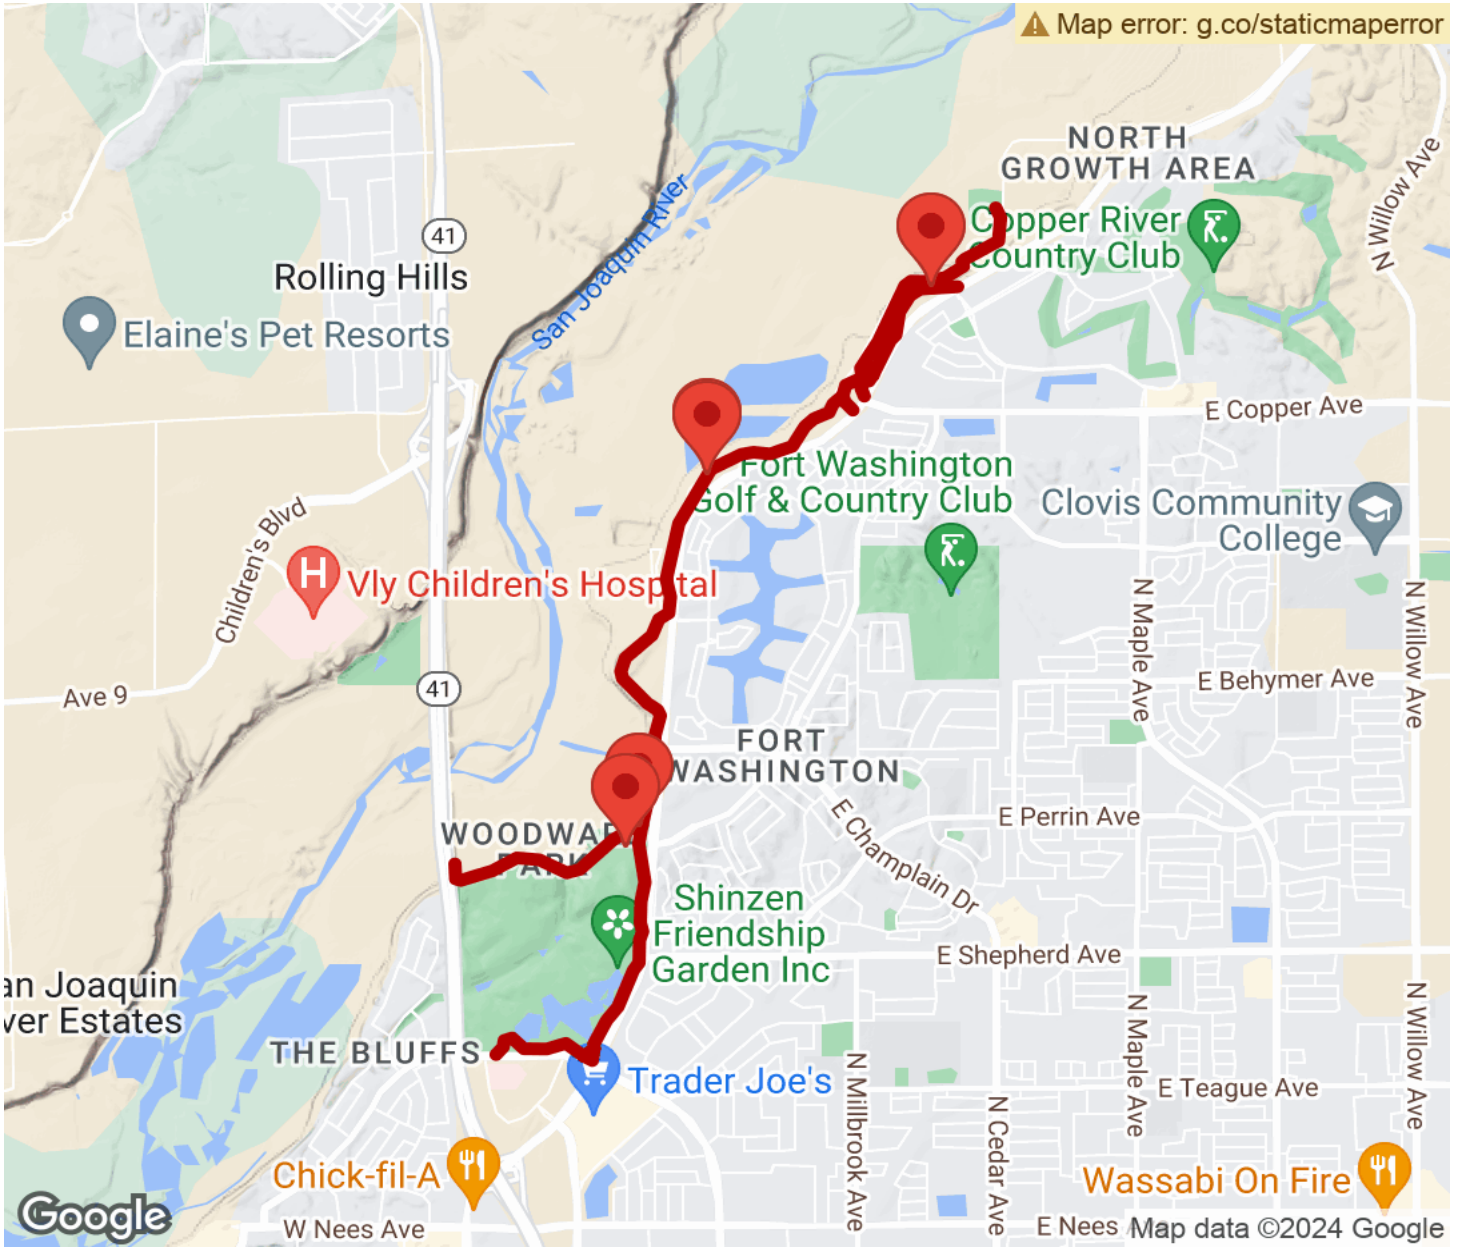 Map error: g.co/staticmaperror
NORTH
GROWTH AREA
N Willow Ave
San Joaquin River
41
Rolling Hills
Copper River
Country Club
Elaine's Pet Resorts
E Copper Ave
Fort Washington
Golf & Country Club
Clovis Community
College
Children's Blvd
Vly Children's Hospital
H
N Maple Ave
N Willow Ave
Ave 9
41
E Behymer Ave
FORT
WASHINGTON
E Perrin Ave
E Champlain Dr
WOODWARD
PARK
Shinzen
Friendship
Garden Inc
E Shepherd Ave
an Joaquin
ver Estates
THE BLUFFS
Trader Joe's
N Millbrook Ave
N Cedar Ave
N Maple Ave
E Teague Ave
N Willow Ave
Chick-fil-A
Wassabi On Fire
Google
W Nees Ave
E Nees
Map data ©2024 Google